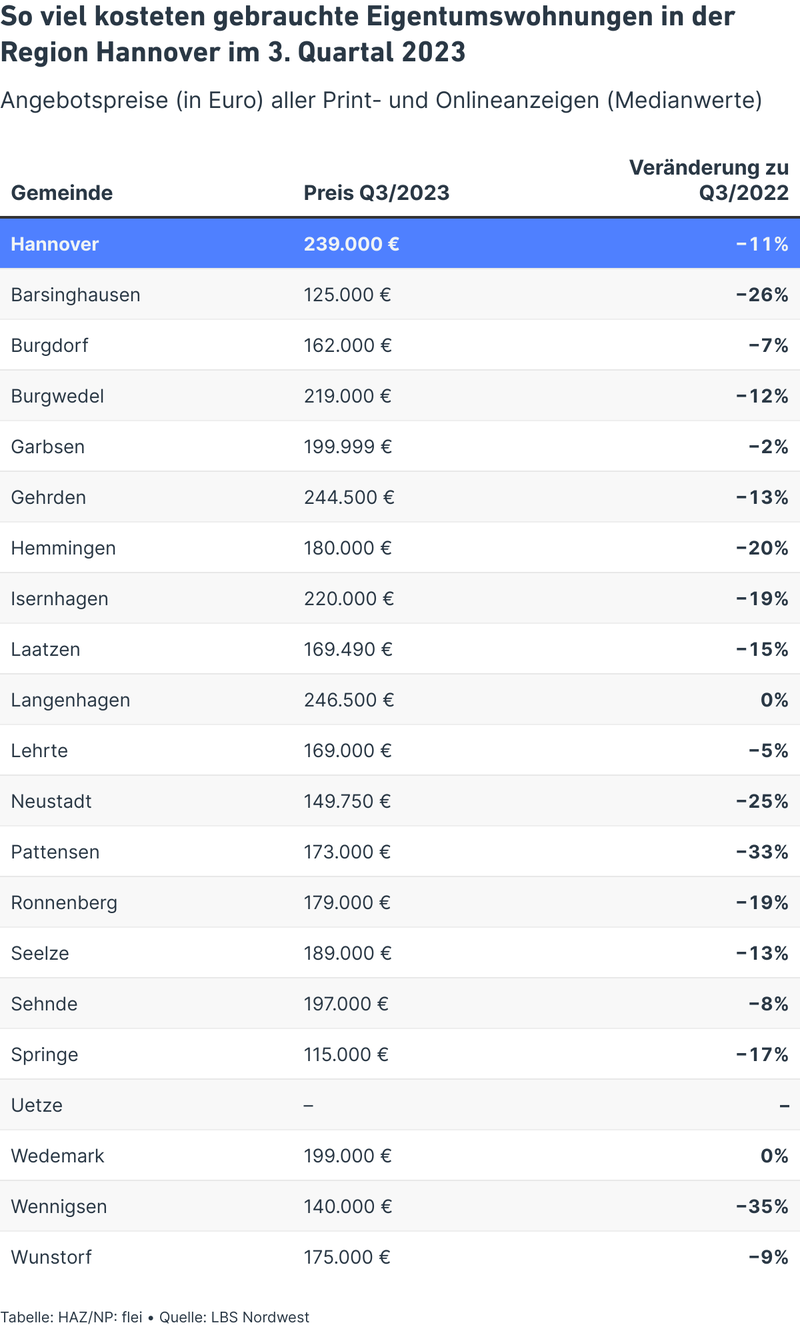 So viel kosteten gebrauchte Eigentumswohnungen in der
Region Hannover im 3. Quartal 2023
Angebotspreise (in Euro) aller Print- und Onlineanzeigen (Medianwerte)
Gemeinde Preis Q3/2023 Veränderung zu
Q3/2022
Hannover 239.000 € −11%
Barsinghausen 125.000 € −26%
Burgdorf 162.000 € −7%
Burgwedel 219.000 € −12%
Garbsen 199.999 € −2%
Gehrden 244.500 € −13%
Hemmingen 180.000 € −20%
Isernhagen 220.000 € −19%
Laatzen 169.490 € −15%
Langenhagen 246.500 € 0%
Lehrte 169.000 € −5%
Neustadt 149.750 € −25%
Pattensen 173.000 € −33%
Ronnenberg 179.000 € −19%
Seelze 189.000 € −13%
Sehnde 197.000 € −8%
Springe 115.000 € −17%
Uetze – –
Wedemark 199.000 € 0%
Wennigsen 140.000 € −35%
Wunstorf 175.000 € −9%
Tabelle: HAZ/NP: flei • Quelle: LBS Nordwest